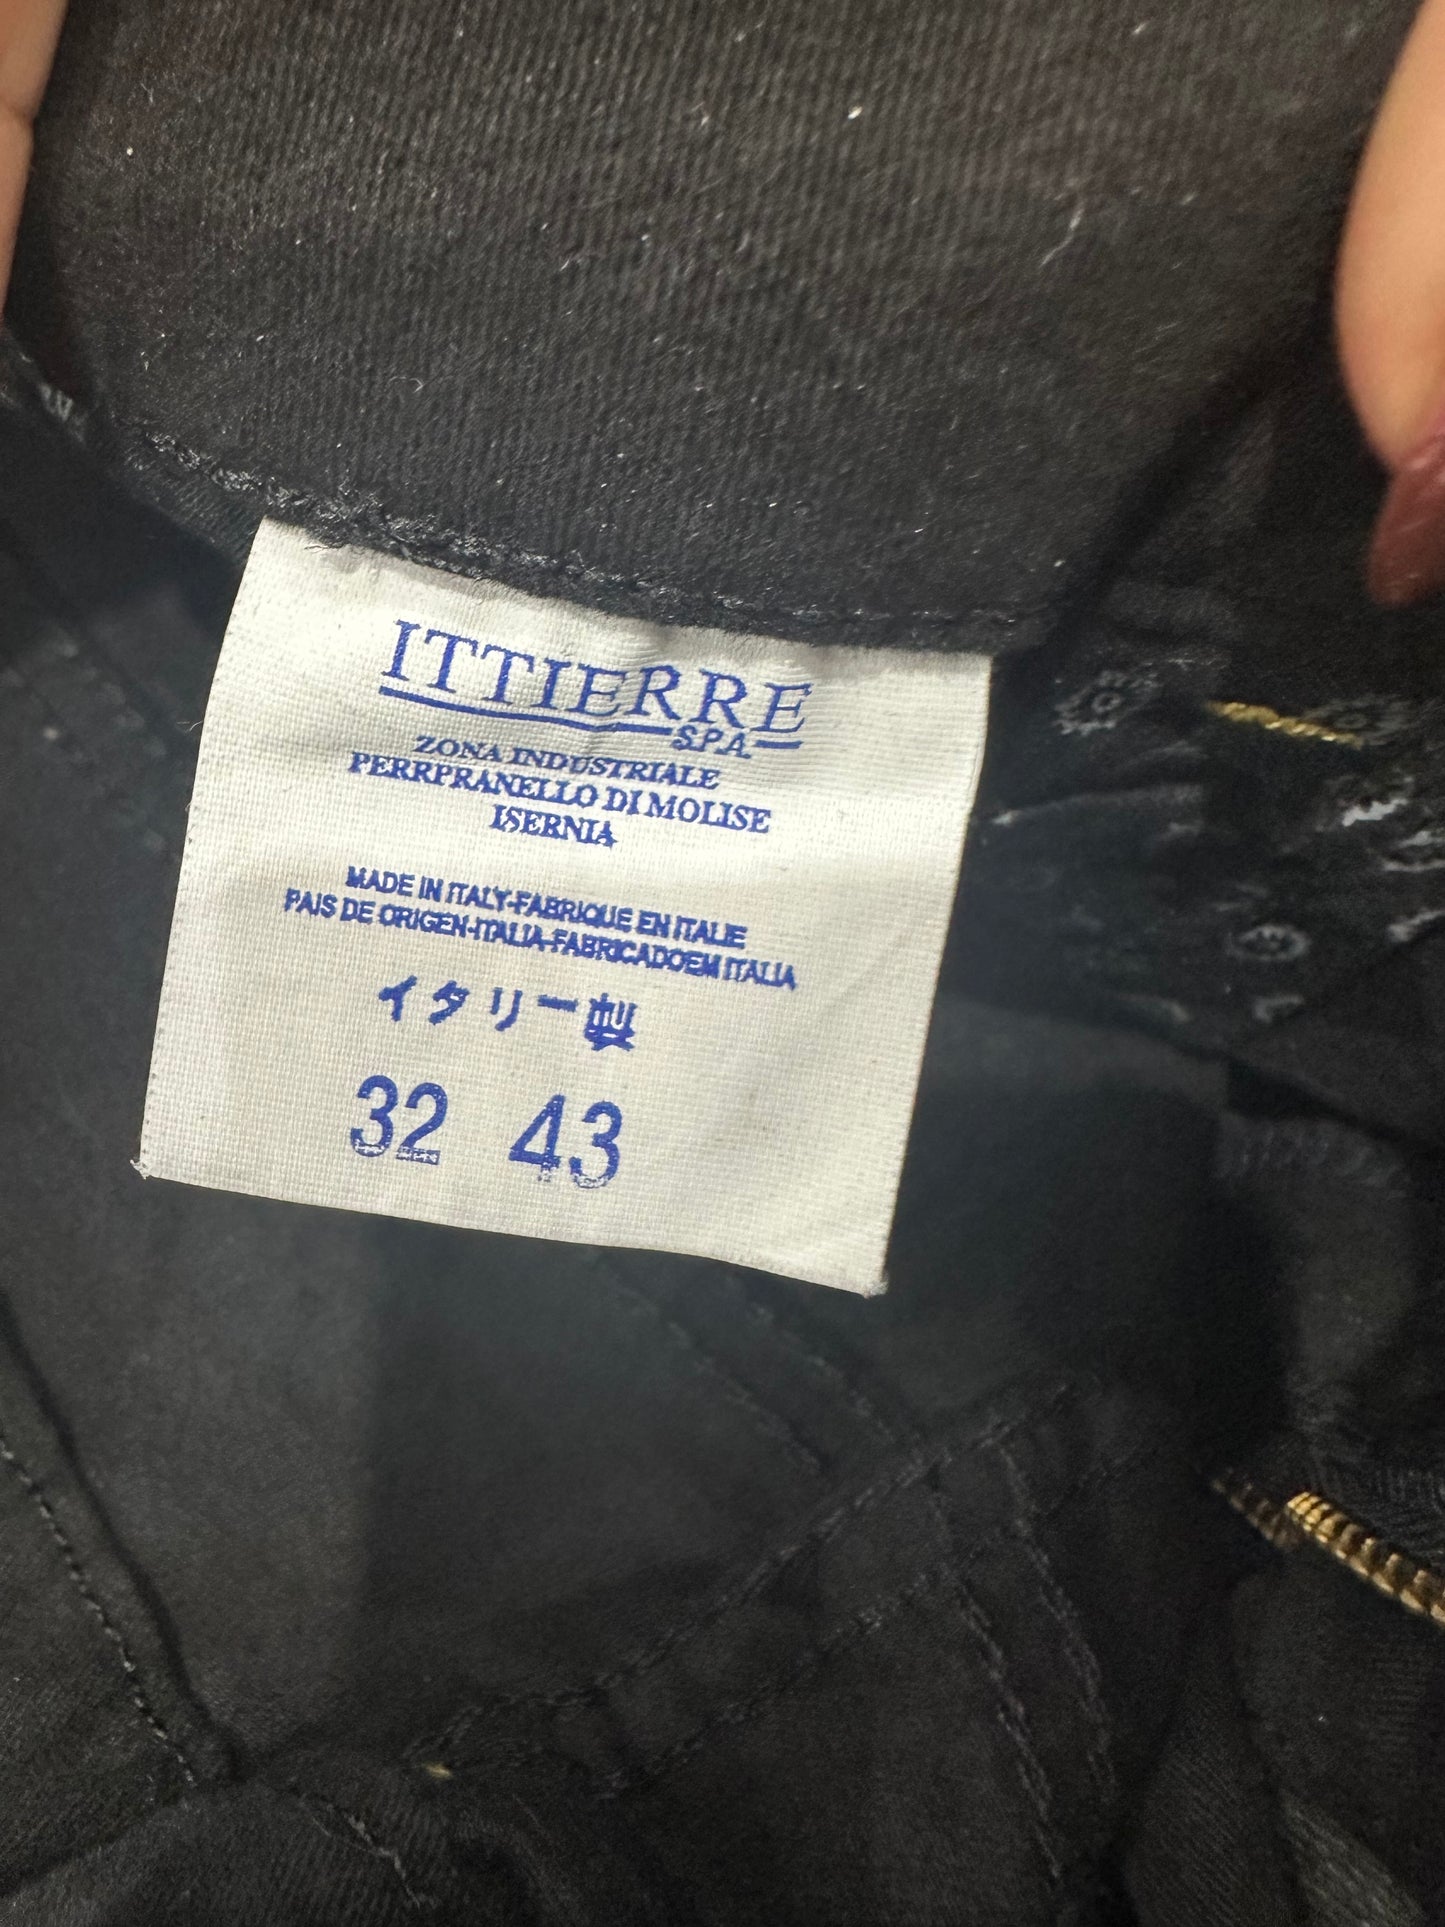 ITTIERRE
S.P.A.
ZONA INDUSTRIALE
PERRPRANELLO DI MOLISE
ISERNIA
MADE IN ITALY-FABRIQUE EN ITALIE
PAIS DE ORIGEN-ITALIA-FABRICADOEM ITALIA
イタリー製
32 43